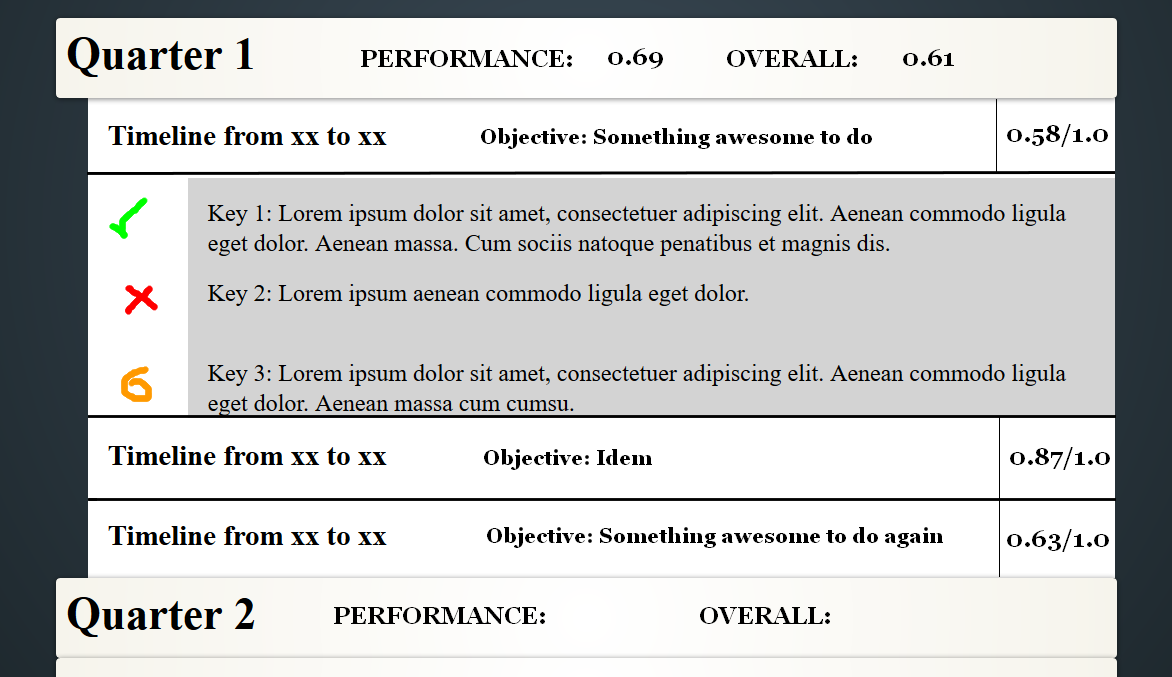 Quarter 1 PERFORMANCE: 0.69 OVERALL: 0.61
Timeline from xx to xx Objective: Something awesome to do 0.58/1.0
Key 1: Lorem ipsum dolor sit amet, consectetuer adipiscing elit. Aenean commodo ligula
eget dolor. Aenean massa. Cum sociis natoque penatibus et magnis dis.
Key 2: Lorem ipsum aenean commodo ligula eget dolor.
Key 3: Lorem ipsum dolor sit amet, consectetuer adipiscing elit. Aenean commodo ligula
eget dolor. Aenean massa cum cumsu.
Timeline from xx to xx Objective: Idem 0.87/1.0
Timeline from xx to xx Objective: Something awesome to do again 0.63/1.0
Quarter 2 PERFORMANCE: OVERALL: